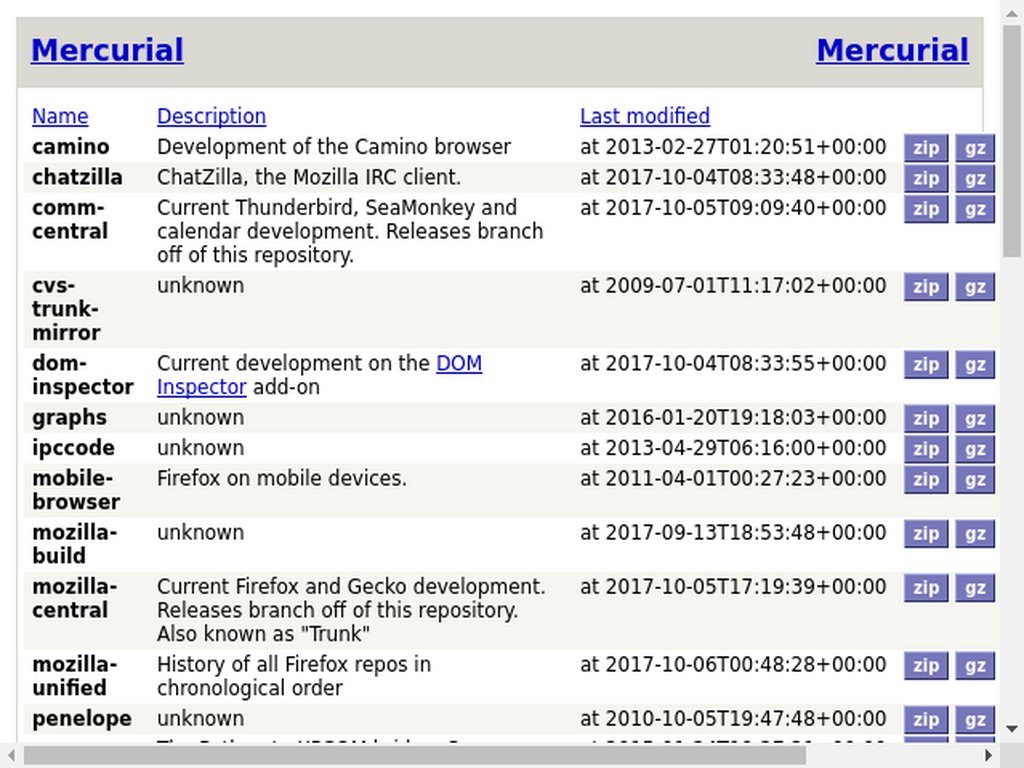 Mercurial Mercurial
Name Description Last modified
camino Development of the Camino browser at 2013-02-27T01:20:51+00:00 zip gz
chatzilla ChatZilla, the Mozilla IRC client. at 2017-10-04T08:33:48+00:00 zip gz
comm- Current Thunderbird, SeaMonkey and at 2017-10-05T09:09:40+00:00 zip gz
central calendar development. Releases branch
off of this repository.
cvs- unknown at 2009-07-01T11:17:02+00:00 zip gz
trunk-
mirror
dom- Current development on the DOM at 2017-10-04T08:33:55+00:00 zip gz
inspector Inspector add-on
graphs unknown at 2016-01-20T19:18:03+00:00 zip gz
ipccode unknown at 2013-04-29T06:16:00+00:00 zip gz
mobile- Firefox on mobile devices. at 2011-04-01T00:27:23+00:00 zip gz
browser
mozilla- unknown at 2017-09-13T18:53:48+00:00 zip gz
build
mozilla- Current Firefox and Gecko development. at 2017-10-05T17:19:39+00:00 zip gz
central Releases branch off of this repository.
Also known as "Trunk"
mozilla- History of all Firefox repos in at 2017-10-06T00:48:28+00:00 zip gz
unified chronological order
penelope unknown at 2010-10-05T19:47:48+00:00 zip gz